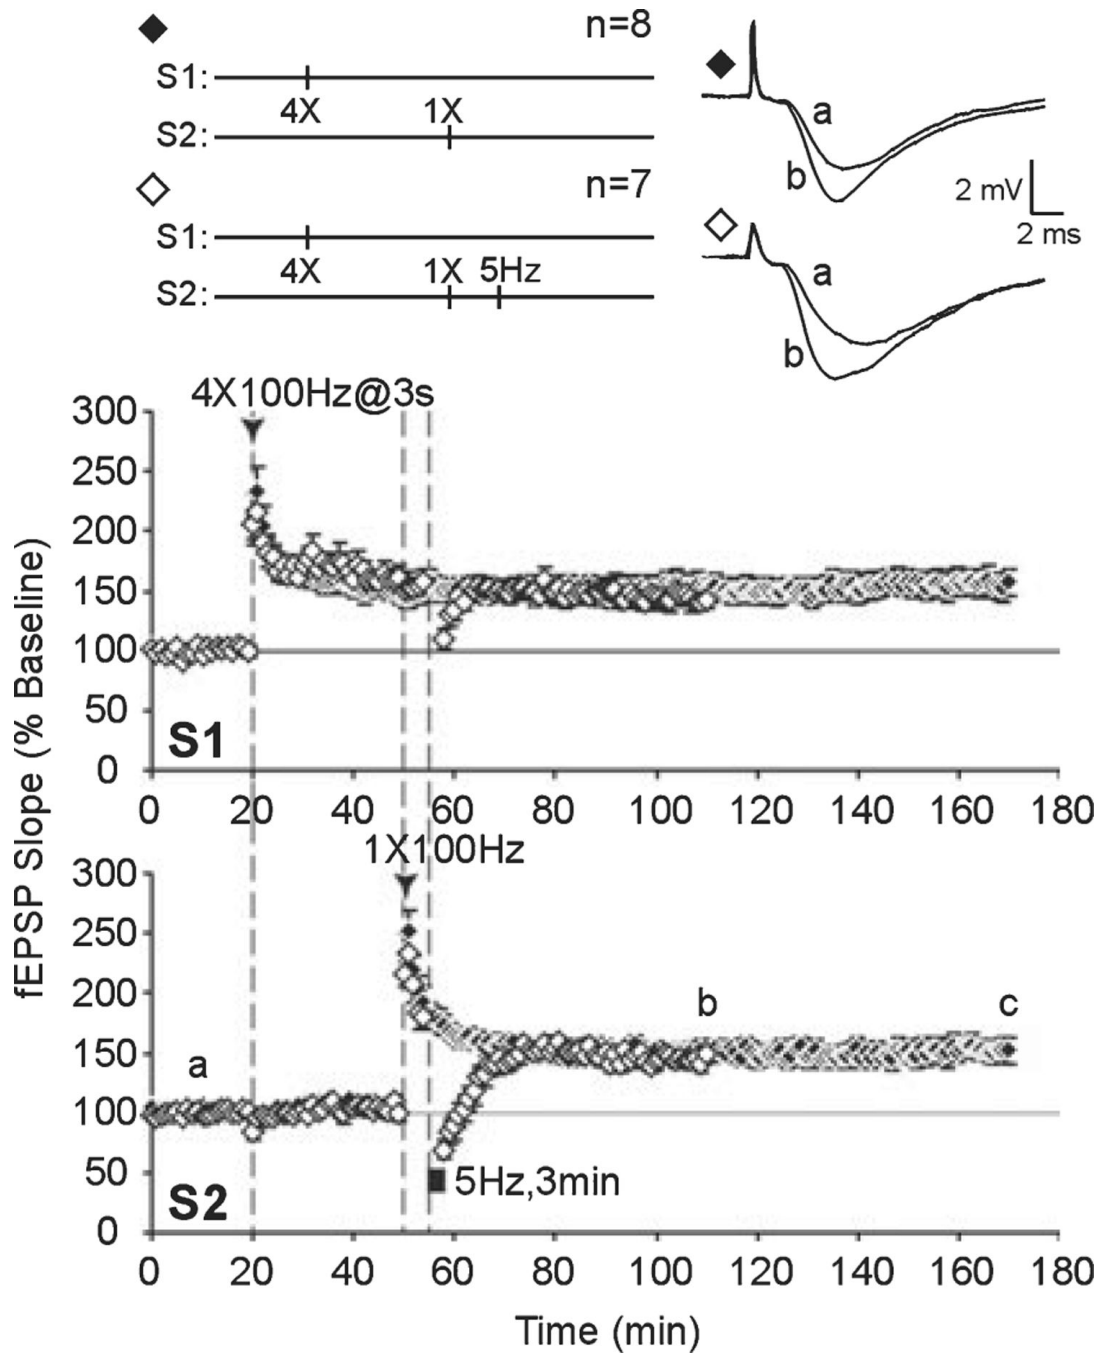 n=8
S1:
4X 1X
S2:
n=7
S1:
4X 1X 5Hz
S2:
a
b
2 mV
2 ms
a
b
4X100Hz@3s
300
250
200
150
100
50
0
S1
0 20 40 60 80 100 120 140 160 180
1X100Hz
300
250
200
150
100
50
0
a
b
c
5Hz,3min
S2
0 20 40 60 80 100 120 140 160 180
Time (min)
fEPSP Slope (% Baseline)